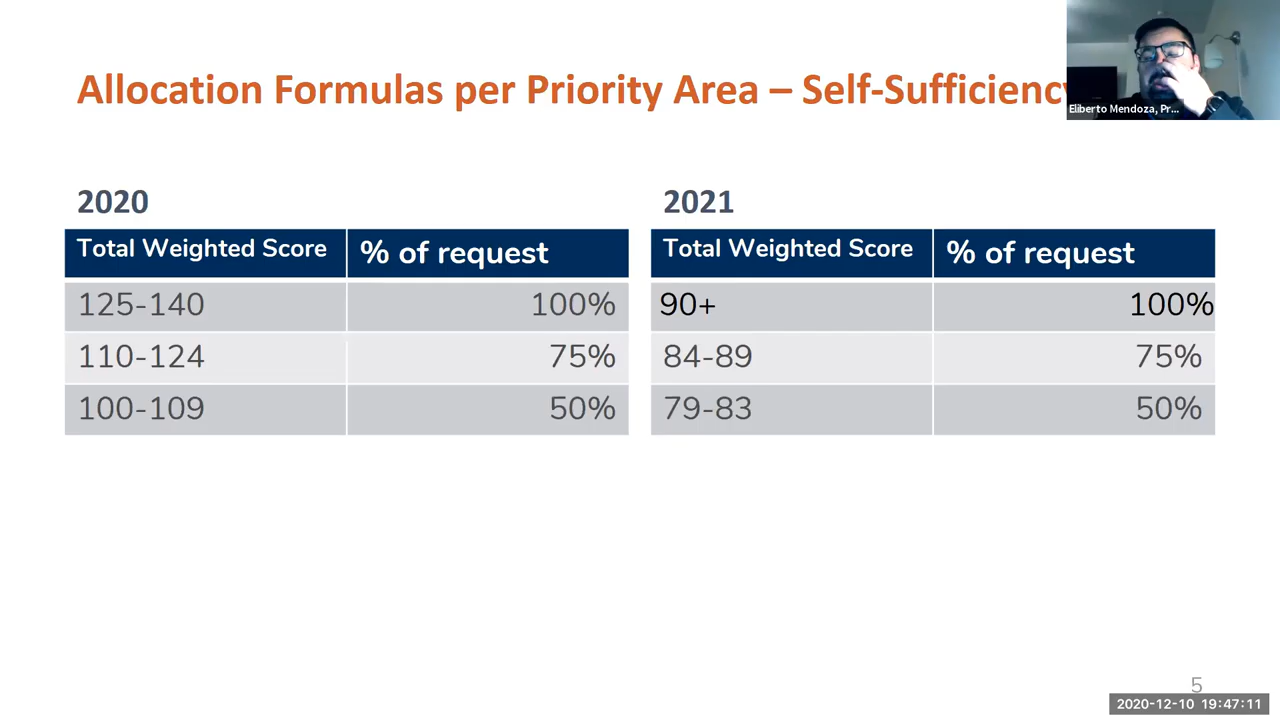 Allocation Formulas per Priority Area – Self-Sufficiency
Eliberto Mendoza, Pr...
2020
Total Weighted Score % of request
125-140 100%
110-124 75%
100-109 50%
2021
Total Weighted Score % of request
90+ 100%
84-89 75%
79-83 50%
5
2020-12-10 19:47:11